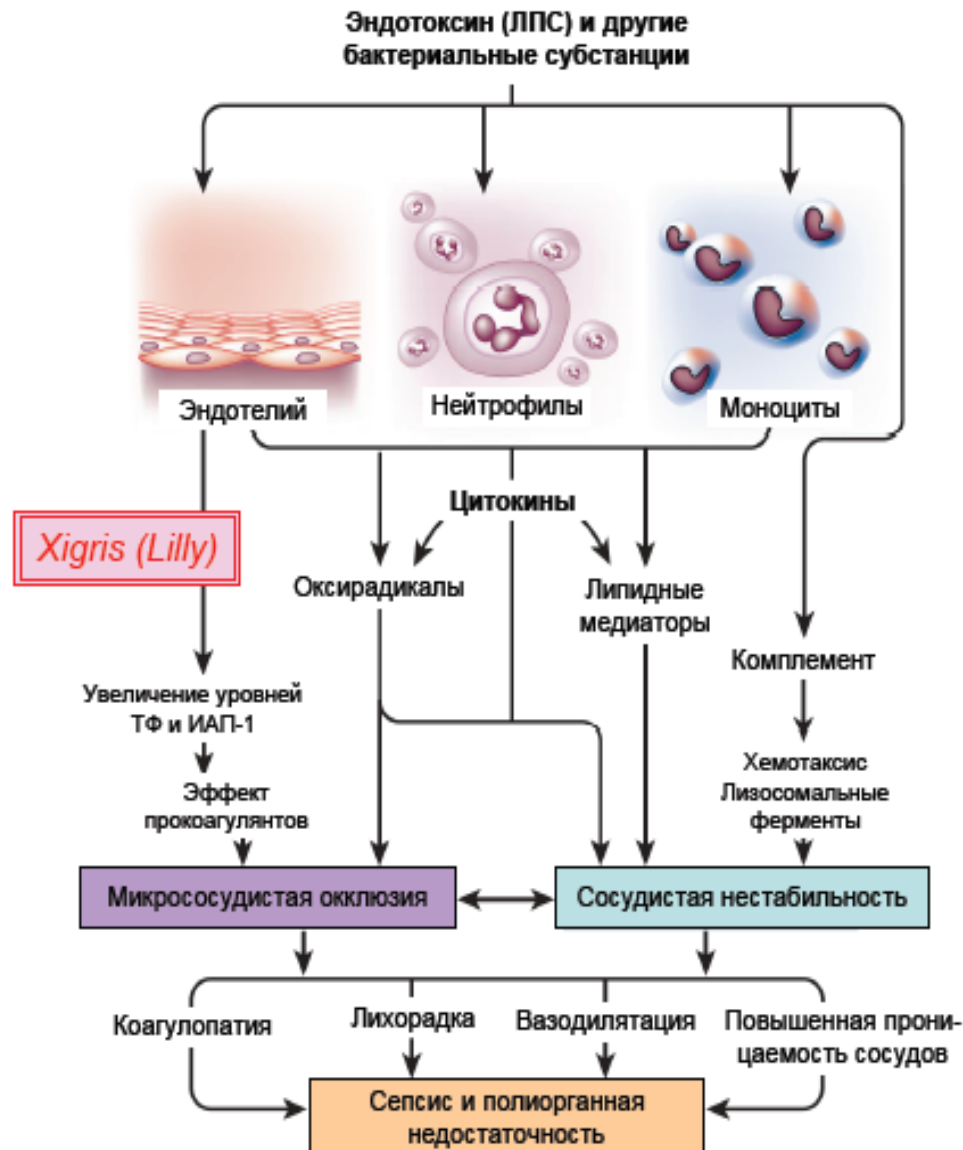 Эндотоксин (ЛПС) и другие
бактериальные субстанции
Эндотелий
Нейтрофилы
Моноциты
Xigris (Lilly)
Цитокины
Оксирадикалы
Липидные
медиаторы
Комплемент
Увеличение уровней
ТФ и ИАП-1
Эффект
прокоагулянтов
Хемотаксис
Лизосомальные
ферменты
Микрососудистая окклюзия
Сосудистая нестабильность
Коагулопатия
Лихорадка
Вазодилятация
Повышенная прони-
цаемость сосудов
Сепсис и полиорганная
недостаточность